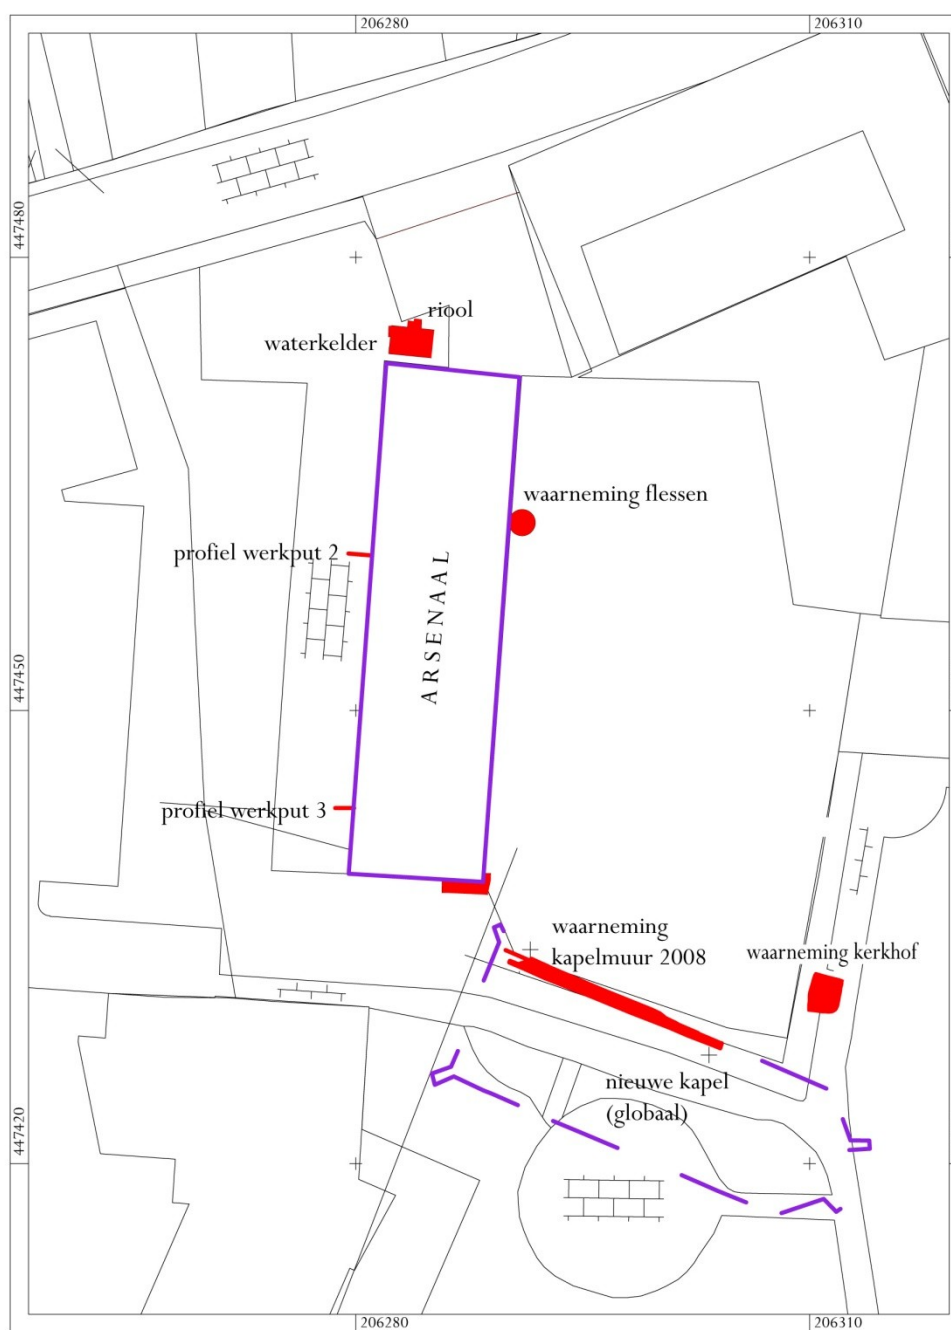 206280
206310
447480
riool
waterkelder
waarneming flessen
profiel werkput 2
ARSENAAL
447450
profiel werkput 3
waarneming
kapelmuur 2008
waarneming kerkhof
nieuwe kapel
(globaal)
447420
206280
206310